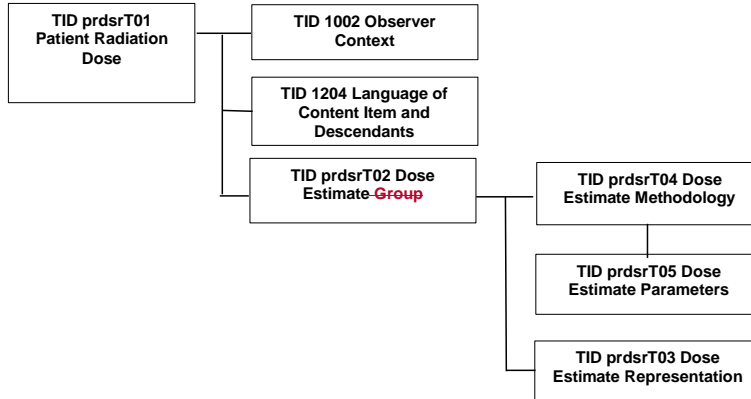 TID prdsrT01
Patient Radiation
Dose
TID 1002 Observer
Context
TID 1204 Language of
Content Item and
Descendants
TID prdsrT02 Dose
Estimate Group
TID prdsrT04 Dose
Estimate Methodology
TID prdsrT05 Dose
Estimate Parameters
TID prdsrT03 Dose
Estimate Representation